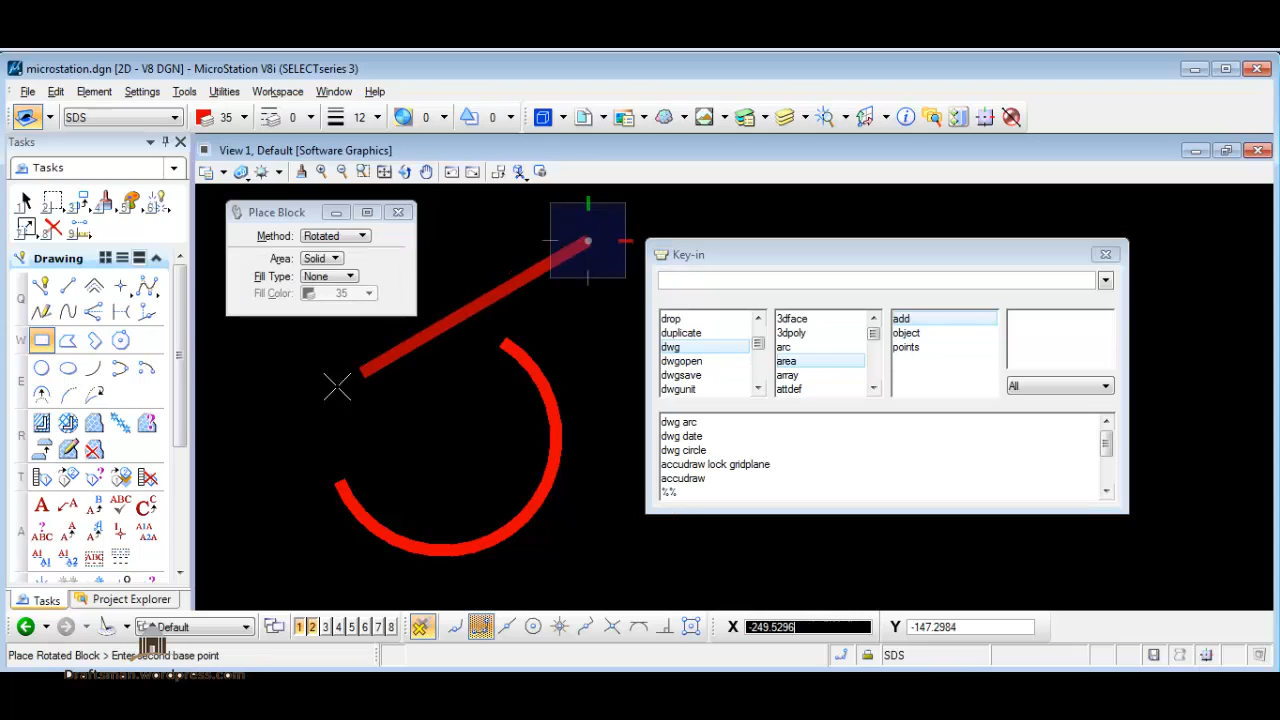 microstation.dgn [2D - V8 DGN] - MicroStation V8i (SELECTseries 3)
File Edit Element Settings Tools Utilities Workspace Window Help
SDS 35 0 12 0 0
Tasks
View 1, Default [Software Graphics]
Tasks
Place Block
Method: Rotated
Area: Solid
Fill Type: None
Fill Color: 35
Drawing
Q
W
E
R
T
A
Key-in
drop
duplicate
dwg
dwgopen
dwgsave
dwgunit
3dface
3dpoly
arc
area
array
attdef
add
object
points
All
dwg arc
dwg date
dwg circle
accudraw lock gridplane
accudraw
%%
Tasks Project Explorer
Default 1 2 3 4 5 6 7 8 X -249.5296 Y -147.2984
Place Rotated Block > Enter second base point SDS
Draftsman.wordpress.com